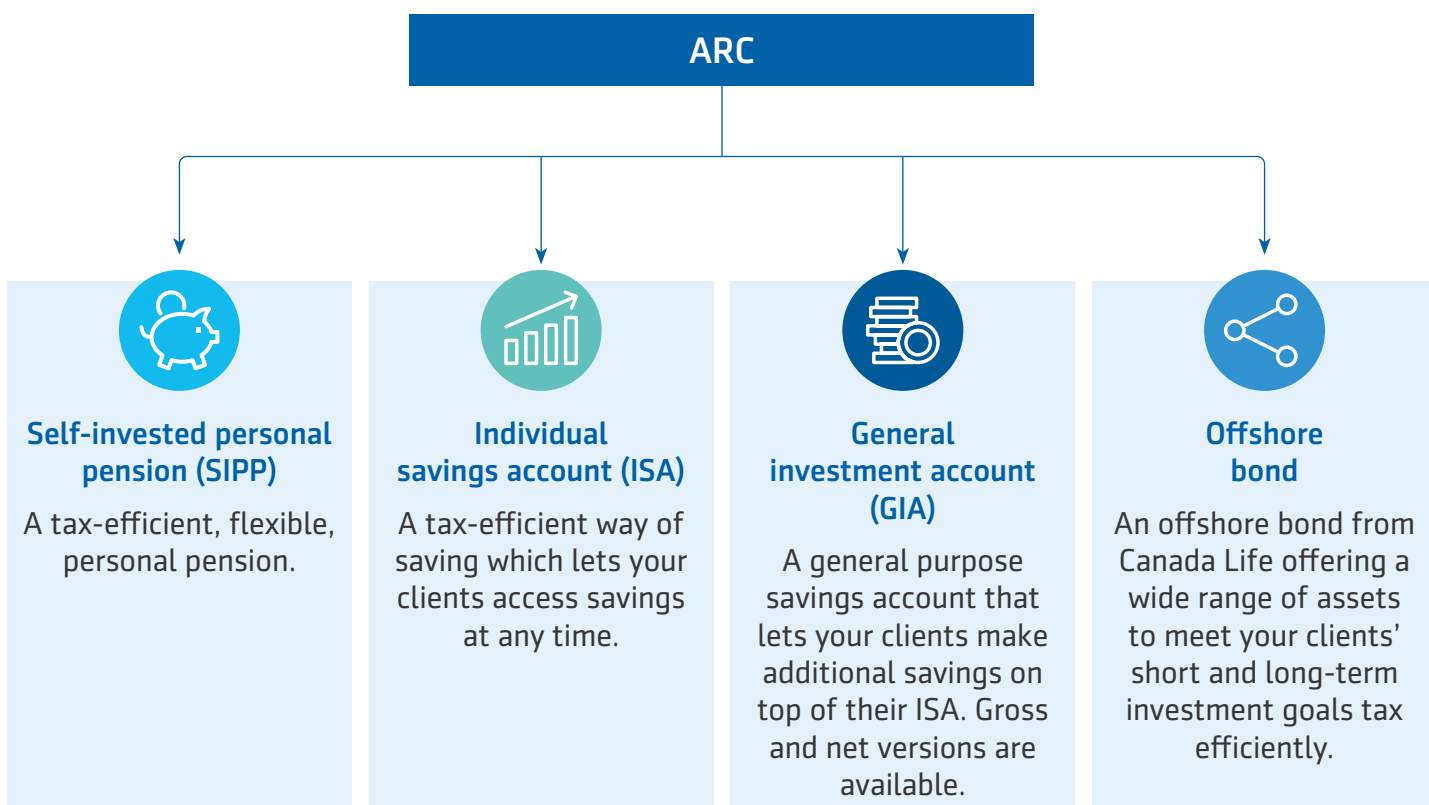 ARC
Self-invested personal
pension (SIPP)
A tax-efficient, flexible,
personal pension.
Individual
savings account (ISA)
A tax-efficient way of
saving which lets your
clients access savings
at any time.
General
investment account
(GIA)
A general purpose
savings account that
lets your clients make
additional savings on
top of their ISA. Gross
and net versions are
available.
Offshore
bond
An offshore bond from
Canada Life offering a
wide range of assets
to meet your clients’
short and long-term
investment goals tax
efficiently.